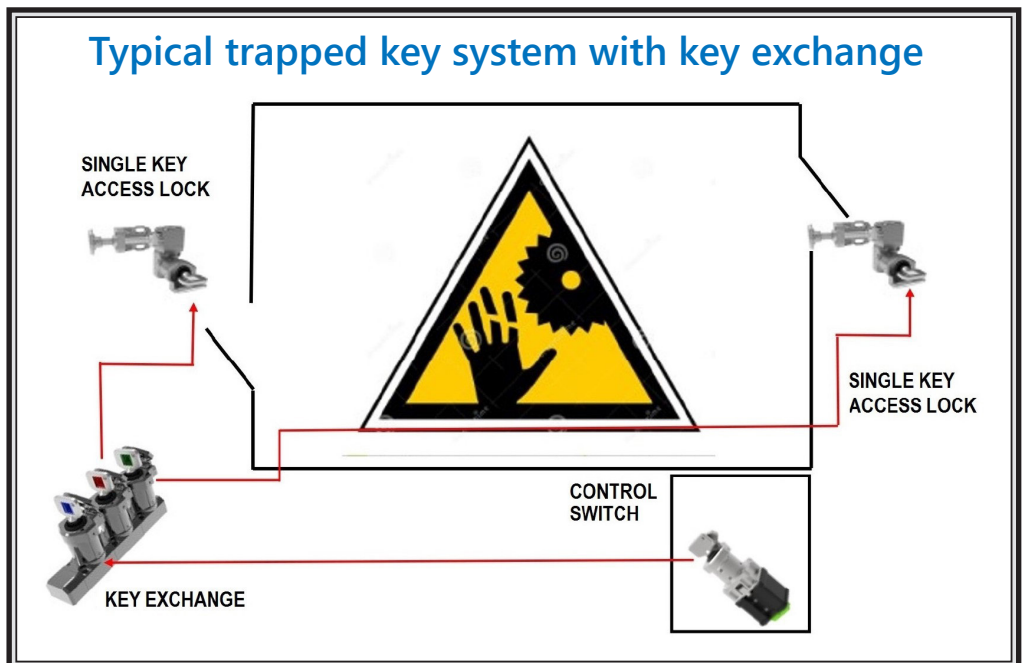 Typical trapped key system with key exchange
SINGLE KEY
ACCESS LOCK
SINGLE KEY
ACCESS LOCK
CONTROL
SWITCH
KEY EXCHANGE